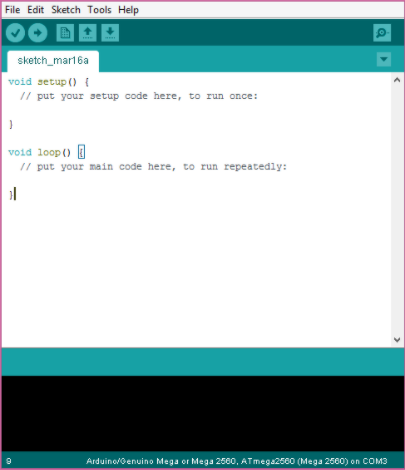 File Edit Sketch Tools Help
sketch_mar16a
void setup() {
  // put your setup code here, to run once:
}
void loop() {
  // put your main code here, to run repeatedly:
}
9 Arduino/Genuino Mega or Mega 2560, ATmega2560 (Mega 2560) on COM3